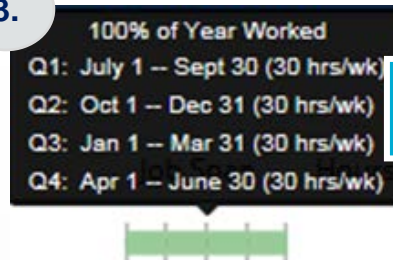 3.
100% of Year Worked
Q1: July 1 -- Sept 30 (30 hrs/wk)
Q2: Oct 1 -- Dec 31 (30 hrs/wk)
Q3: Jan 1 -- Mar 31 (30 hrs/wk)
Q4: Apr 1 -- June 30 (30 hrs/wk)